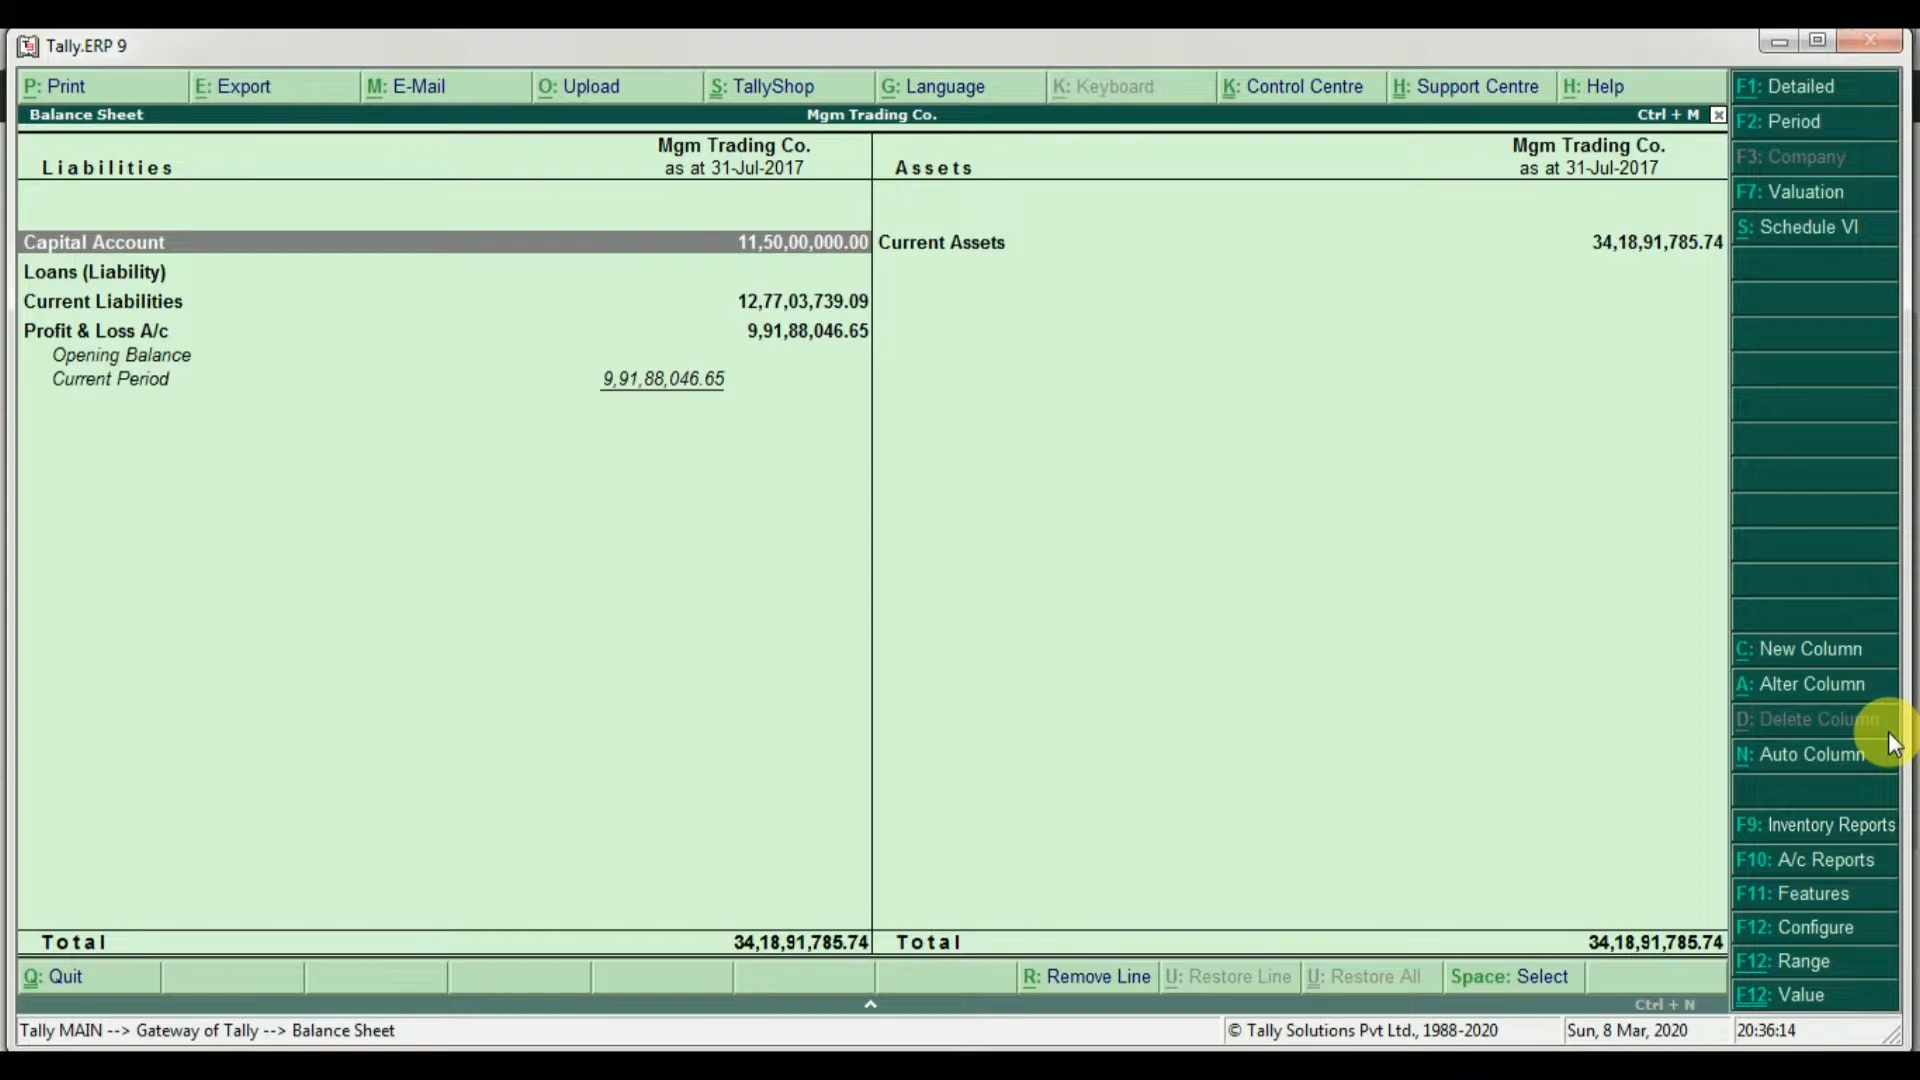 Tally.ERP 9
P: Print E: Export M: E-Mail O: Upload S: TallyShop G: Language K: Keyboard K: Control Centre H: Support Centre H: Help
Balance Sheet Mgm Trading Co. Ctrl + M
Liabilities Mgm Trading Co. as at 31-Jul-2017
Assets Mgm Trading Co. as at 31-Jul-2017
Capital Account 11,50,00,000.00 Current Assets 34,18,91,785.74
Loans (Liability)
Current Liabilities 12,77,03,739.09
Profit & Loss A/c 9,91,88,046.65
Opening Balance
Current Period 9,91,88,046.65
Total 34,18,91,785.74 Total 34,18,91,785.74
F1: Detailed
F2: Period
F3: Company
F7: Valuation
S: Schedule VI
C: New Column
A: Alter Column
D: Delete Column
N: Auto Column
F9: Inventory Reports
F10: A/c Reports
F11: Features
F12: Configure
F12: Range
F12: Value
Q: Quit R: Remove Line U: Restore Line U: Restore All Space: Select
Ctrl + N
Tally MAIN --> Gateway of Tally --> Balance Sheet © Tally Solutions Pvt Ltd., 1988-2020 Sun, 8 Mar, 2020 20:36:14